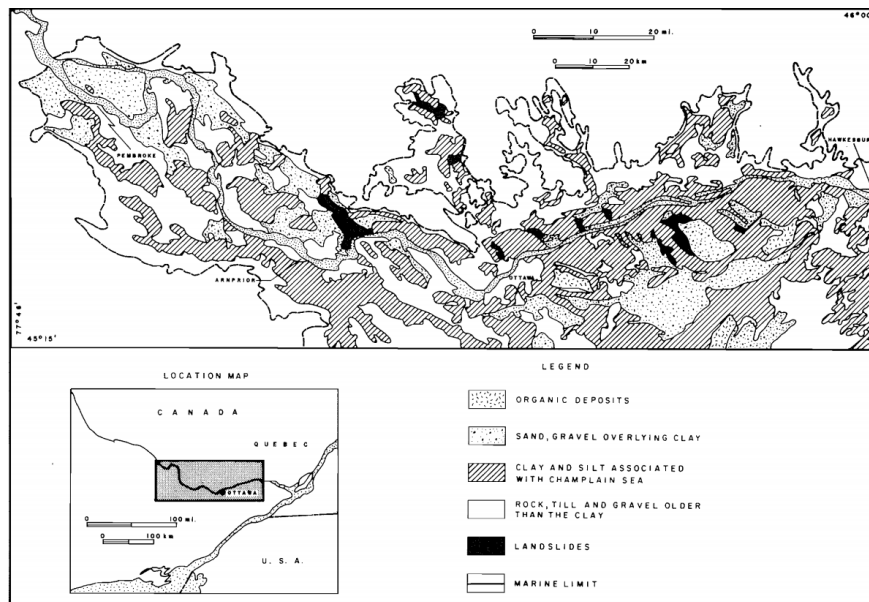 46°00'
0 10 20 mi.
0 10 20 km
HAWKESBUR
PEMBROKE
OTTAWA
ARNPRIOR
77°48'
45°15'
LOCATION MAP
CANADA
QUEBEC
OTTAWA
0 100 mi.
0 100 km
U.S.A.
LEGEND
ORGANIC DEPOSITS
SAND, GRAVEL OVERLYING CLAY
CLAY AND SILT ASSOCIATED
WITH CHAMPLAIN SEA
ROCK, TILL AND GRAVEL OLDER
THAN THE CLAY
LANDSLIDES
MARINE LIMIT